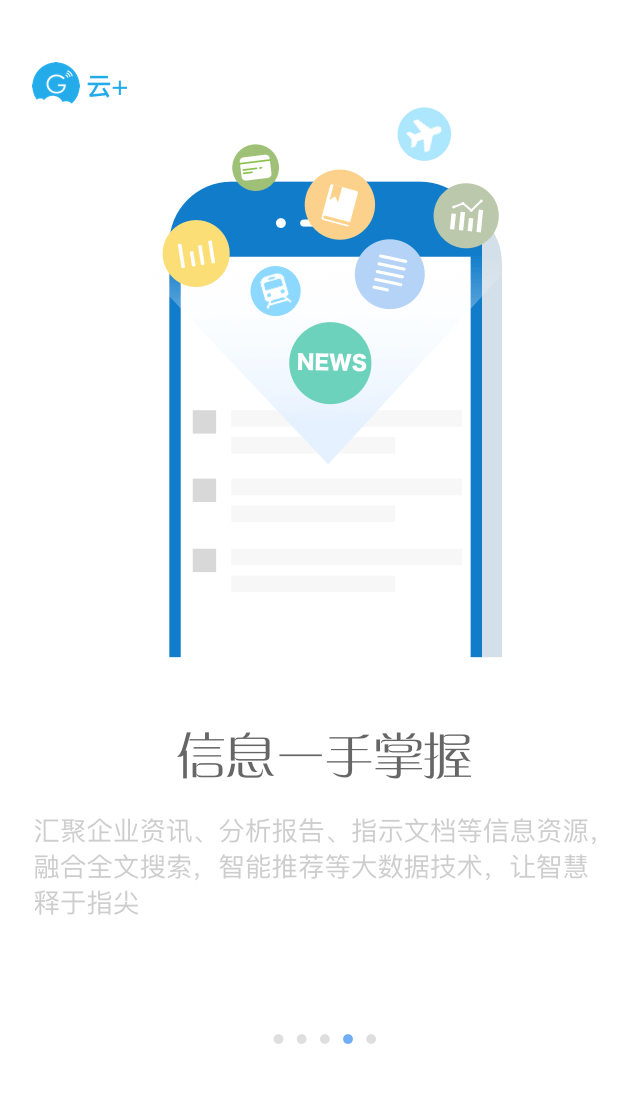 G 云+
NEWS
信息一手掌握
汇聚企业资讯、分析报告、指示文档等信息资源，
融合全文搜索，智能推荐等大数据技术，让智慧
释于指尖